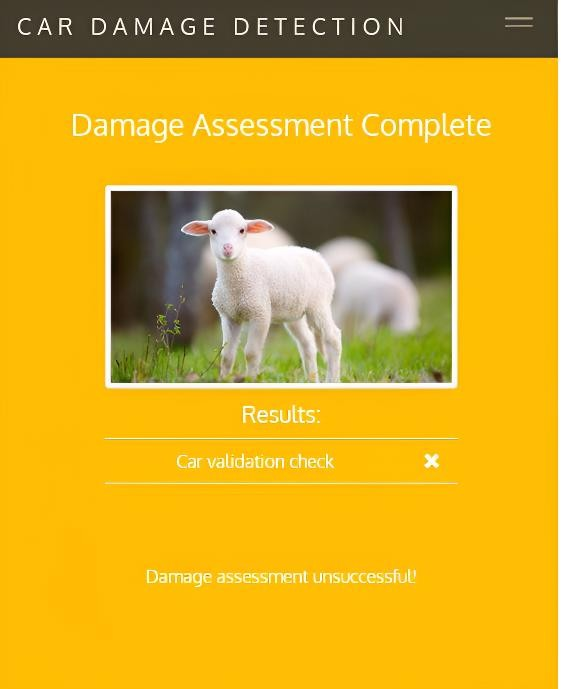 CAR DAMAGE DETECTION
Damage Assessment Complete
Results:
Car validation check
Damage assessment unsuccessful!